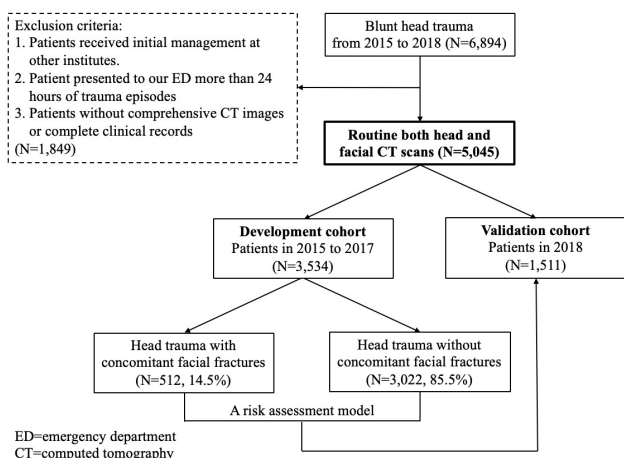 Exclusion criteria:
1. Patients received initial management at
other institutes.
2. Patient presented to our ED more than 24
hours of trauma episodes
3. Patients without comprehensive CT images
or complete clinical records
(N=1,849)
Blunt head trauma
from 2015 to 2018 (N=6,894)
Routine both head and
facial CT scans (N=5,045)
Development cohort
Patients in 2015 to 2017
(N=3,534)
Validation cohort
Patients in 2018
(N=1,511)
Head trauma with
concomitant facial fractures
(N=512, 14.5%)
Head trauma without
concomitant facial fractures
(N=3,022, 85.5%)
A risk assessment model
ED=emergency department
CT=computed tomography